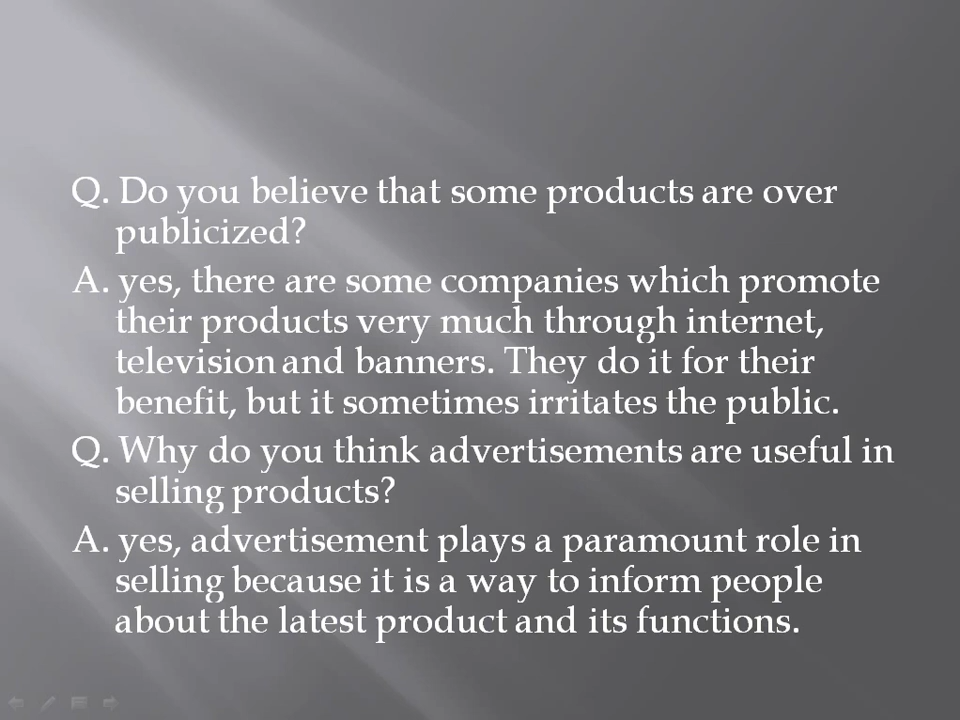 Q. Do you believe that some products are over
publicized?
A. yes, there are some companies which promote
their products very much through internet,
television and banners. They do it for their
benefit, but it sometimes irritates the public.
Q. Why do you think advertisements are useful in
selling products?
A. yes, advertisement plays a paramount role in
selling because it is a way to inform people
about the latest product and its functions.